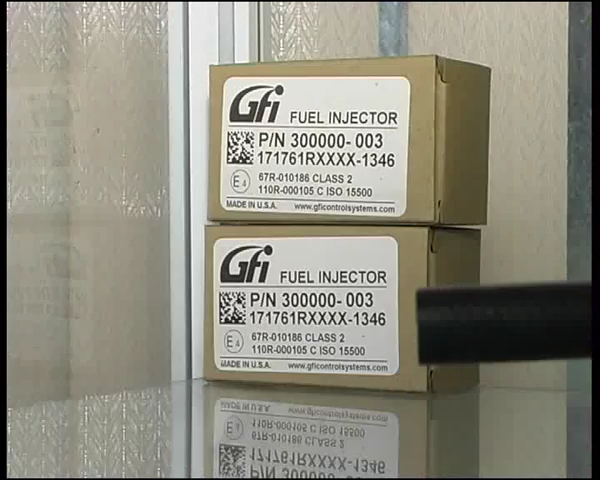 Gfi FUEL INJECTOR
P/N 300000-003
171761RXXXX-1346
E4 67R-010186 CLASS 2
110R-000105 C ISO 15500
MADE IN U.S.A. www.gficontrolsystems.com
Gfi FUEL INJECTOR
P/N 300000-003
171761RXXXX-1346
E4 67R-010186 CLASS 2
110R-000105 C ISO 15500
MADE IN U.S.A. www.gficontrolsystems.com